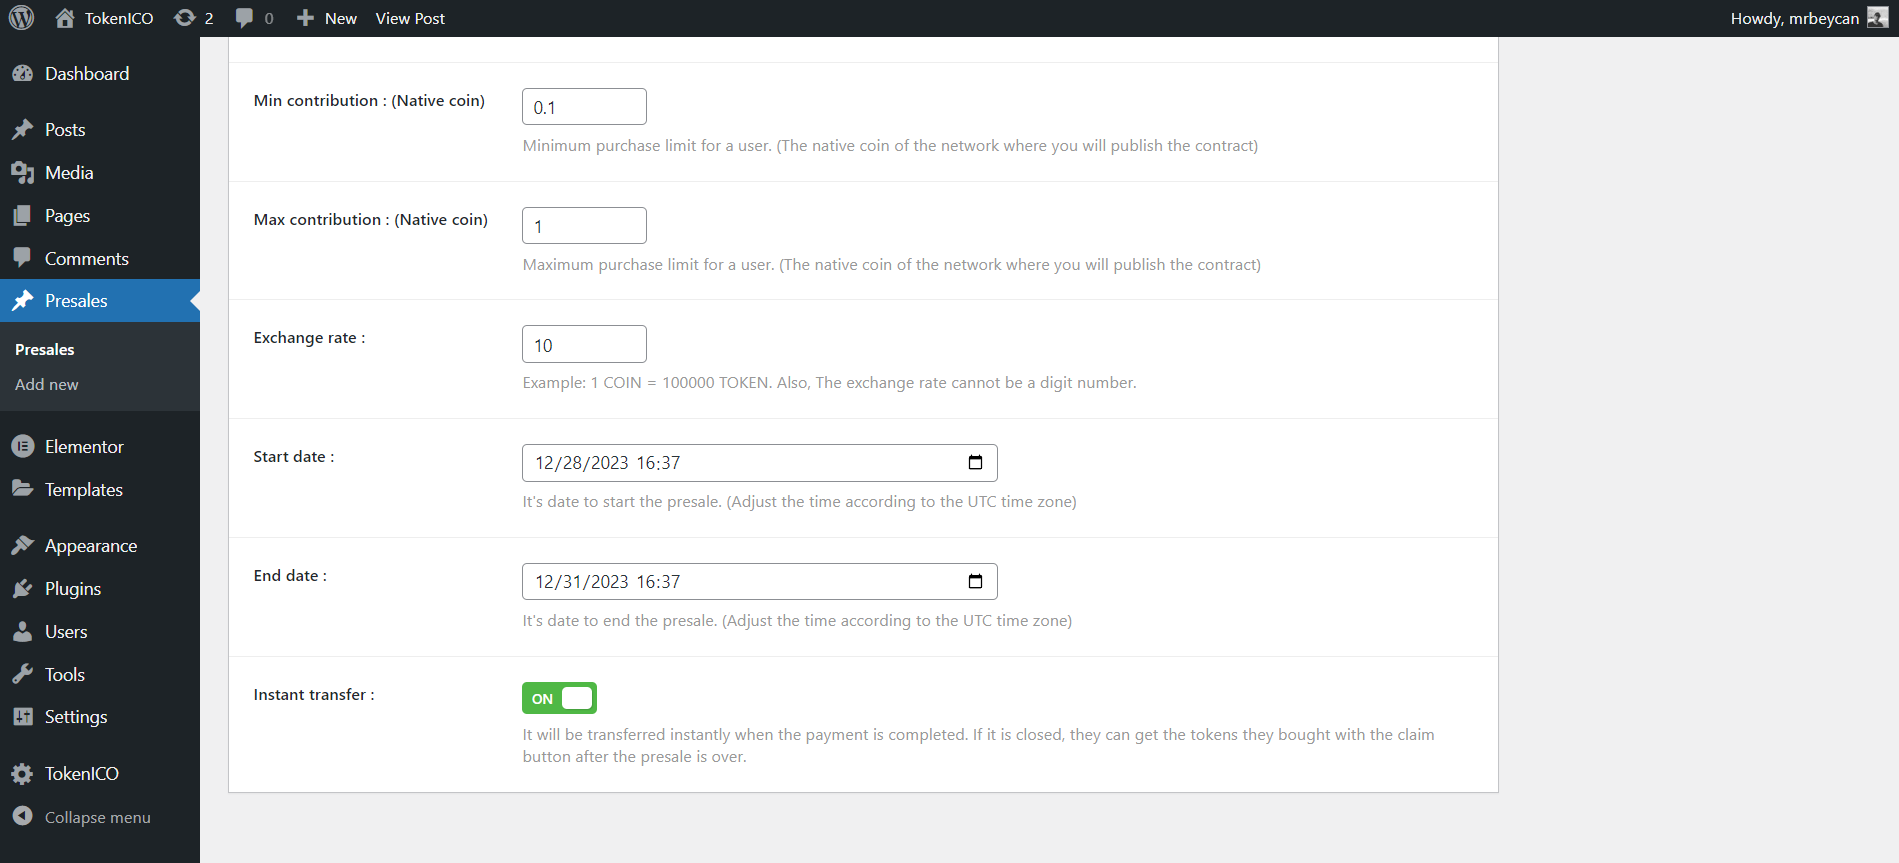 TokenICO 2 0 New View Post Howdy, mrbeycan
Dashboard
Posts
Media
Pages
Comments
Presales
Presales
Add new
Elementor
Templates
Appearance
Plugins
Users
Tools
Settings
TokenICO
Collapse menu
Min contribution : (Native coin)
0.1
Minimum purchase limit for a user. (The native coin of the network where you will publish the contract)
Max contribution : (Native coin)
1
Maximum purchase limit for a user. (The native coin of the network where you will publish the contract)
Exchange rate :
10
Example: 1 COIN = 100000 TOKEN. Also, The exchange rate cannot be a digit number.
Start date :
12/28/2023 16:37
It's date to start the presale. (Adjust the time according to the UTC time zone)
End date :
12/31/2023 16:37
It's date to end the presale. (Adjust the time according to the UTC time zone)
Instant transfer :
ON
It will be transferred instantly when the payment is completed. If it is closed, they can get the tokens they bought with the claim
button after the presale is over.